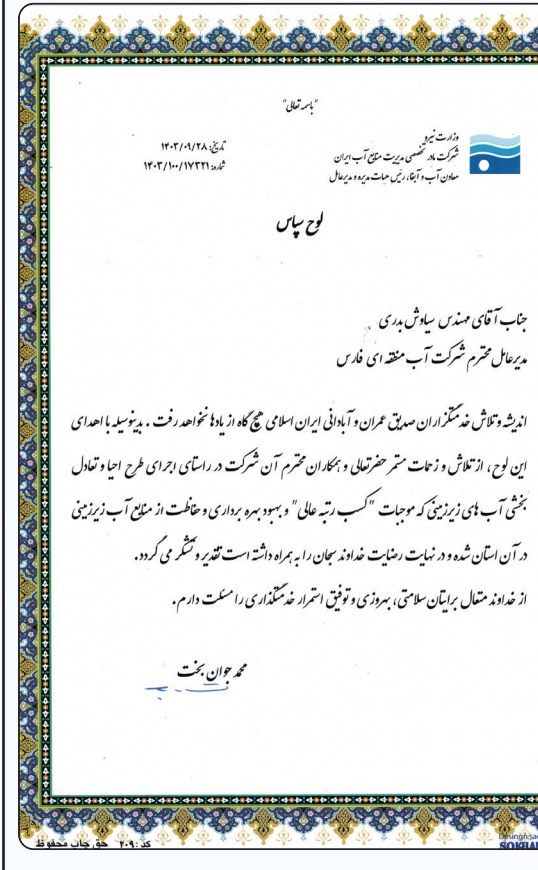 "باسمه تعالی"
وزارت نیرو
شرکت مادر تخصصی مدیریت منابع آب ایران
معاون آب و آبفا، رئیس هیات مدیره و مدیرعامل
تاریخ: ۱۴۰۳/۰۹/۲۸
شماره: ۱۴۰۳/۱۰۰/۱۷۳۲۱
لوح سپاس
جناب آقای مهندس سیاوش بدری
مدیرعامل محترم شرکت آب منطقه ای فارس
اندیشه و تلاش خدمتگزاران صدیق عمران و آبادانی ایران اسلامی هیچ گاه از یادها نخواهد رفت . بدینوسیله با اهدای
این لوح، از تلاش و زحمات مستمر حضرتعالی و همکاران محترم آن شرکت در راستای اجرای طرح احیا و تعادل
بخشی آب های زیرزمینی که موجبات "کسب رتبه عالی" و بهبود بهره برداری و حفاظت از منابع آب زیرزمینی
در آن استان شده و در نهایت رضایت خداوند سبحان را به همراه داشته است تقدیر و تشکر می گردد.
از خداوند متعال برایتان سلامتی، بهروزی و توفیق استمرار خدمتگذاری را مسئلت دارم.
محمد جوان بخت
کد : ۲۰۹ حق چاپ محفوظ